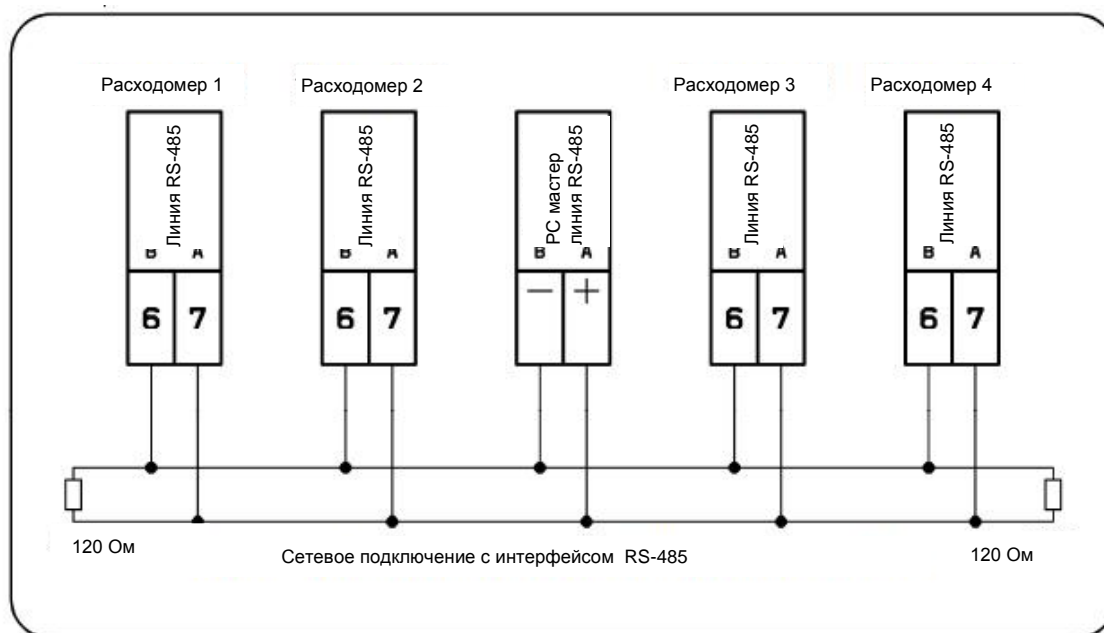 Расходомер 1
Расходомер 2
Расходомер 3
Расходомер 4
Линия RS-485
Линия RS-485
PC мастер
линия RS-485
Линия RS-485
Линия RS-485
B A
B A
B A
B A
B A
6 7
6 7
— +
6 7
6 7
120 Ом
Сетевое подключение с интерфейсом RS-485
120 Ом